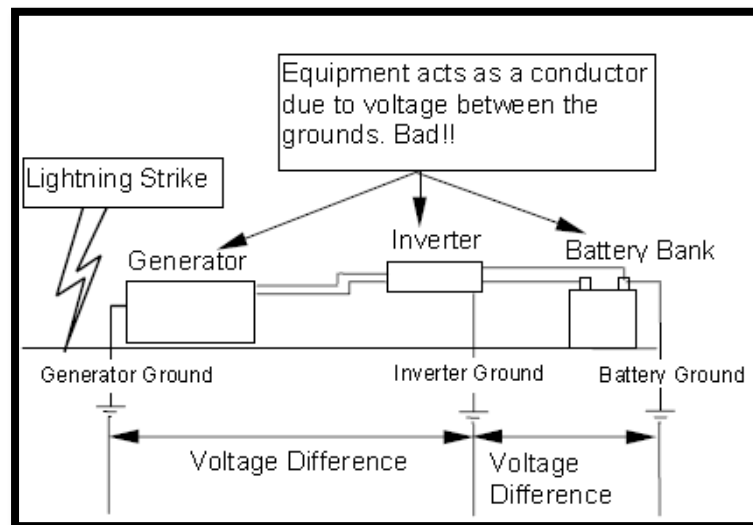 Equipment acts as a conductor
due to voltage between the
grounds. Bad!!
Lightning Strike
Generator
Inverter
Battery Bank
Generator Ground
Inverter Ground
Battery Ground
Voltage Difference
Voltage
Difference